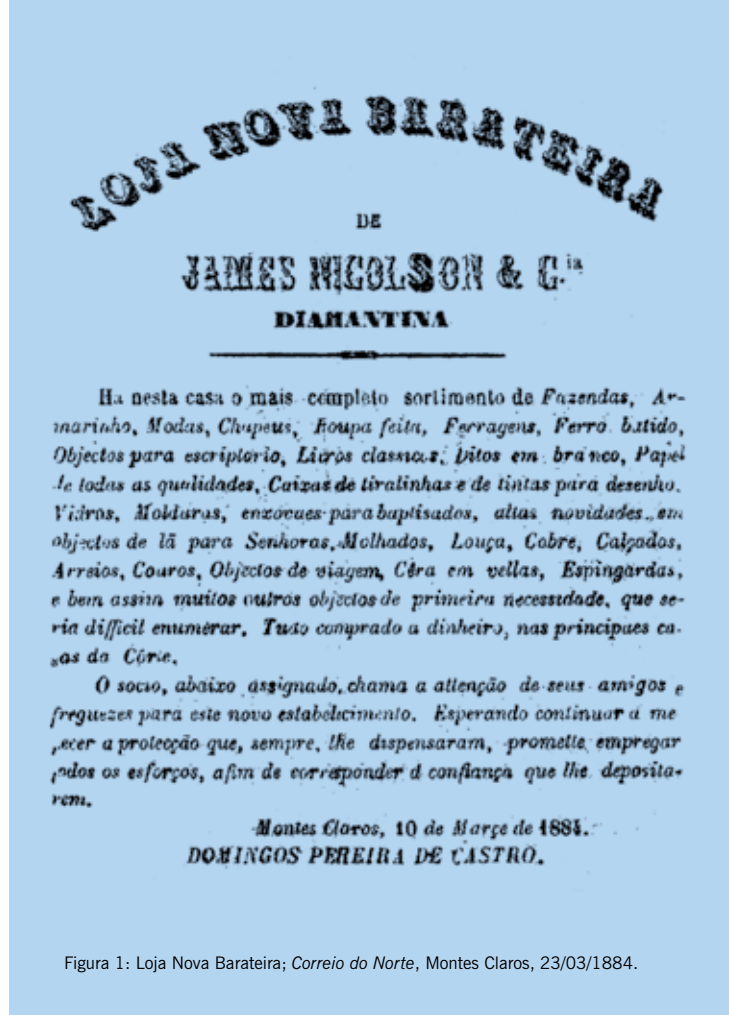 LOJA NOVA BARATEIRA
DE
JAMES NICOLSON & C.ia
DIAMANTINA
Ha nesta casa o mais completo sortimento de Fazendas, Ar-
marinho, Modas, Chapeus, Roupa feita, Ferragens, Ferro batido,
Objectos para escriptorio, Livros classicos, Ditos em branco, Papel
de todas as qualidades, Caixas de tiralinhas e de tintas para desenho.
Vidros, Molduras, enxovaes para baptisados, altas novidades em
objectos de lã para Senhoras, Molhados, Louça, Cobre, Calçados,
Arreios, Couros, Objectos de viagem, Cêra em vellas, Espingardas,
e bem assim muitos outros objectos de primeira necessidade, que se-
ria difficil enumerar. Tudo comprado a dinheiro, nas principaes ca-
sas da Côrte.
O socio, abaixo assignado, chama a attenção de seus amigos e
freguezes para este novo estabelicimento. Esperando continuar a me
recer a protecção que, sempre, lhe dispensaram, promette empregar
todos os esforços, afim de corresponder á confiança que lhe deposita-
rem.
Montes Claros, 10 de Março de 1884.
DOMINGOS PEREIRA DE CASTRO.
Figura 1: Loja Nova Barateira; Correio do Norte, Montes Claros, 23/03/1884.